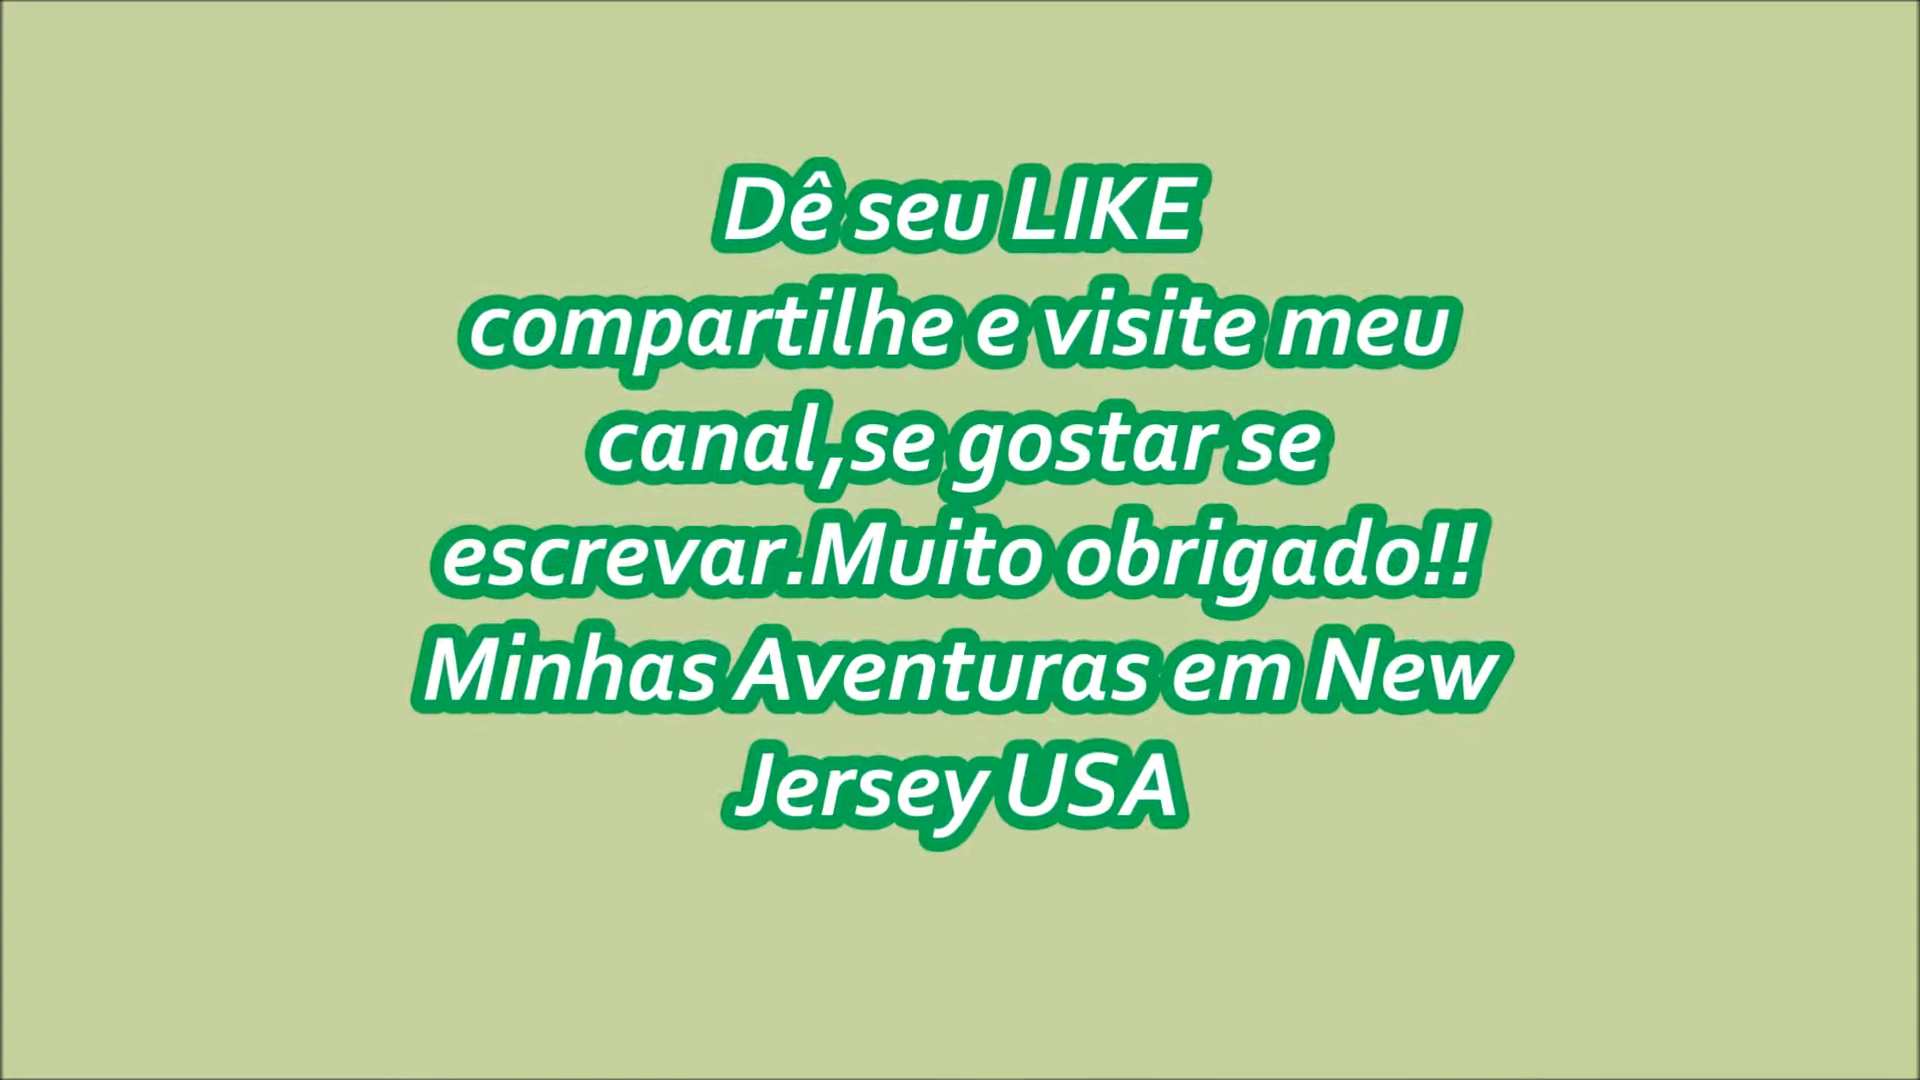 Dê seu LIKE
compartilhe e visite meu
canal,se gostar se
escrevar.Muito obrigado!!
Minhas Aventuras em New
Jersey USA